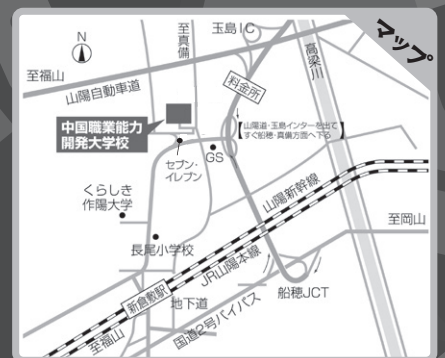 マップ
N
至真備
玉島IC
高梁川
至福山
山陽自動車道
料金所
中国職業能力
開発大学校
【山陽道・玉島インターを出て
すぐ船穂・真備方面へ下る】
セブン・
イレブン
GS
くらしき
作陽大学
山陽新幹線
至岡山
長尾小学校
JR山陽本線
新倉敷駅
地下道
船穂JCT
至福山
国道2号バイパス